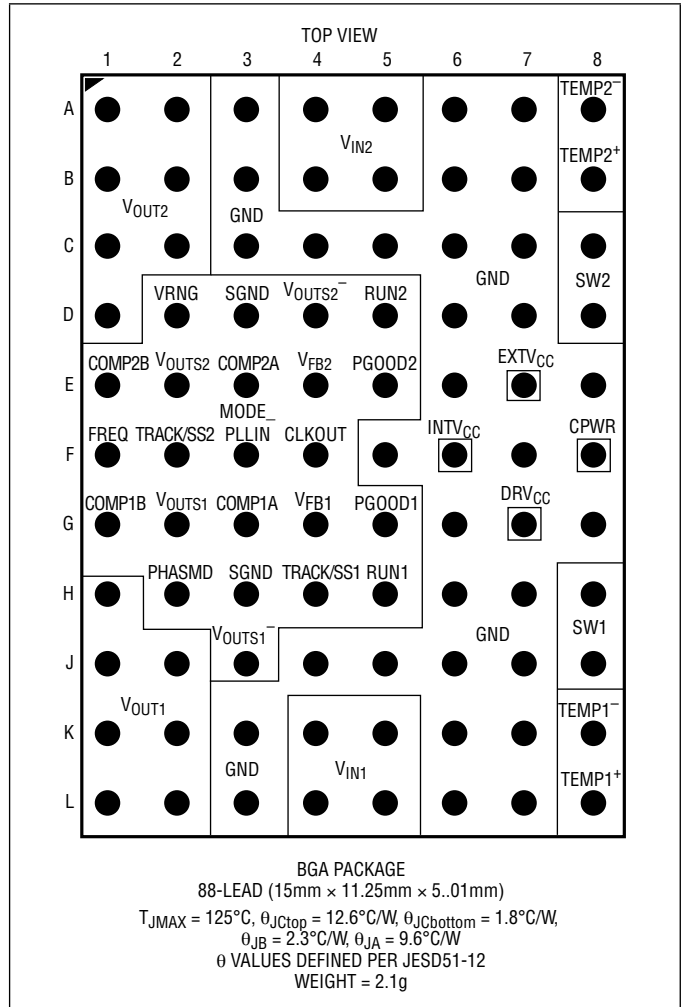 TOP VIEW
1 2 3 4 5 6 7 8
TEMP2–
A
VIN2
TEMP2+
B
VOUT2
GND
C
GND SW2
VRNG SGND VOUTS2– RUN2
D
COMP2B VOUTS2 COMP2A VFB2 PGOOD2 EXTVCC
E
MODE_
FREQ TRACK/SS2 PLLIN CLKOUT INTVCC CPWR
F
COMP1B VOUTS1 COMP1A VFB1 PGOOD1 DRVCC
G
PHASMD SGND TRACK/SS1 RUN1
H
VOUTS1– GND SW1
J
VOUT1 TEMP1–
K
GND VIN1
TEMP1+
L
BGA PACKAGE
88-LEAD (15mm × 11.25mm × 5..01mm)
TJMAX = 125°C, θJCtop = 12.6°C/W, θJCbottom = 1.8°C/W,
θJB = 2.3°C/W, θJA = 9.6°C/W
θ VALUES DEFINED PER JESD51-12
WEIGHT = 2.1g